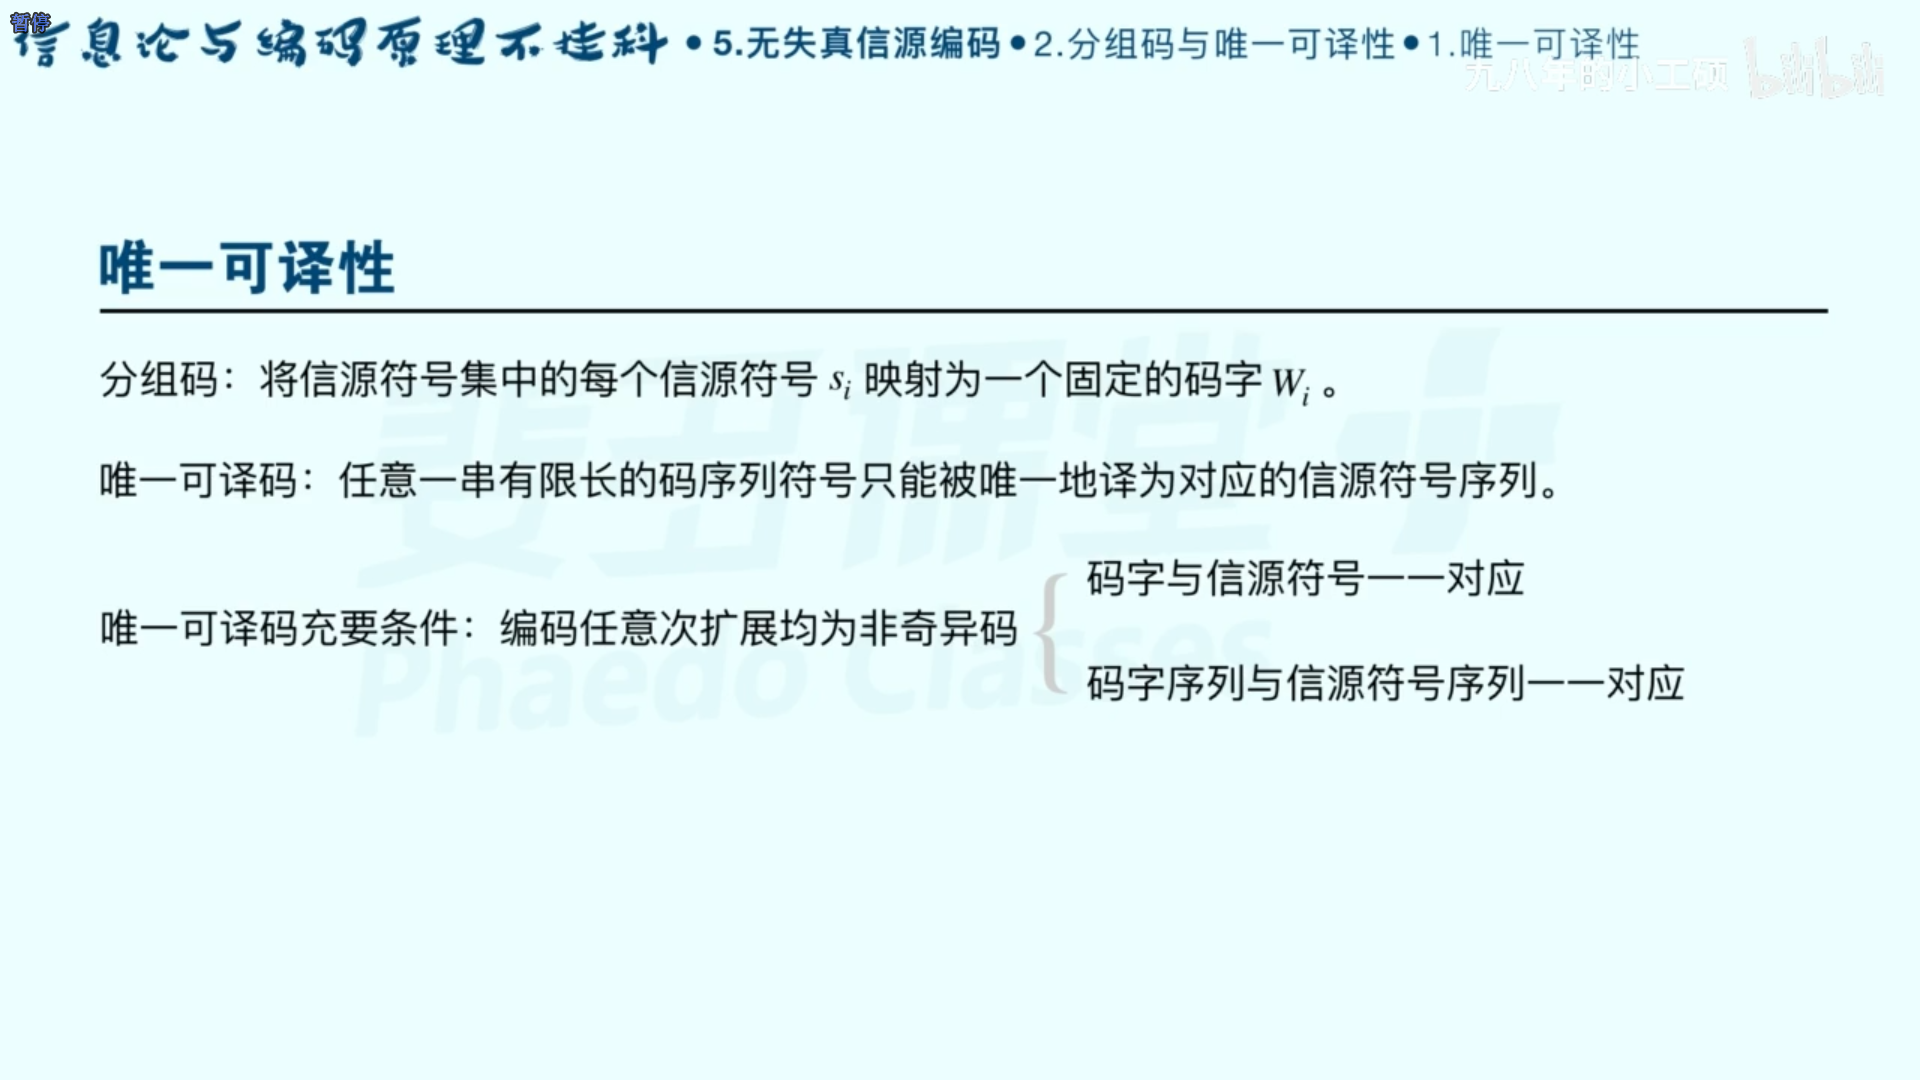 暂停
信息论与编码原理不挂科•5.无失真信源编码•2.分组码与唯一可译性•1.唯一可译性
九八年的小工硕 bilibili
唯一可译性
分组码：将信源符号集中的每个信源符号 s_i 映射为一个固定的码字 W_i 。
唯一可译码：任意一串有限长的码序列符号只能被唯一地译为对应的信源符号序列。
码字与信源符号一一对应
唯一可译码充要条件：编码任意次扩展均为非奇异码
码字序列与信源符号序列一一对应
斐多课堂
Phaedo Classes